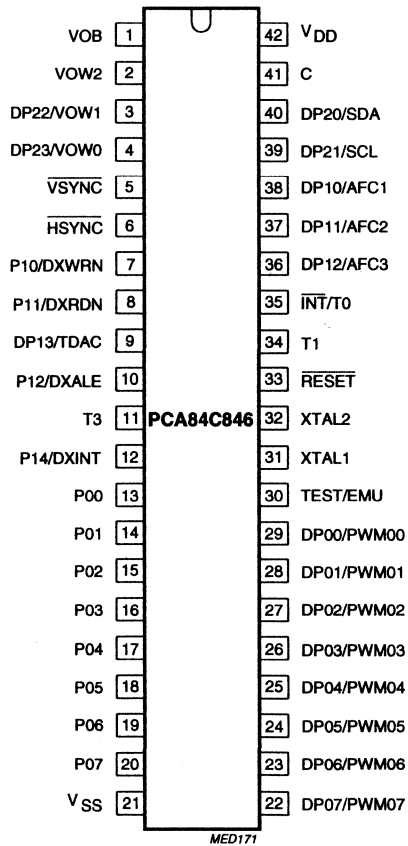 VOB 1 42 VDD
VOW2 2 41 C
DP22/VOW1 3 40 DP20/SDA
DP23/VOW0 4 39 DP21/SCL
VSYNC 5 38 DP10/AFC1
HSYNC 6 37 DP11/AFC2
P10/DXWRN 7 36 DP12/AFC3
P11/DXRDN 8 35 INT/T0
DP13/TDAC 9 34 T1
P12/DXALE 10 33 RESET
T3 11 PCA84C846 32 XTAL2
P14/DXINT 12 31 XTAL1
P00 13 30 TEST/EMU
P01 14 29 DP00/PWM00
P02 15 28 DP01/PWM01
P03 16 27 DP02/PWM02
P04 17 26 DP03/PWM03
P05 18 25 DP04/PWM04
P06 19 24 DP05/PWM05
P07 20 23 DP06/PWM06
VSS 21 22 DP07/PWM07
MED171